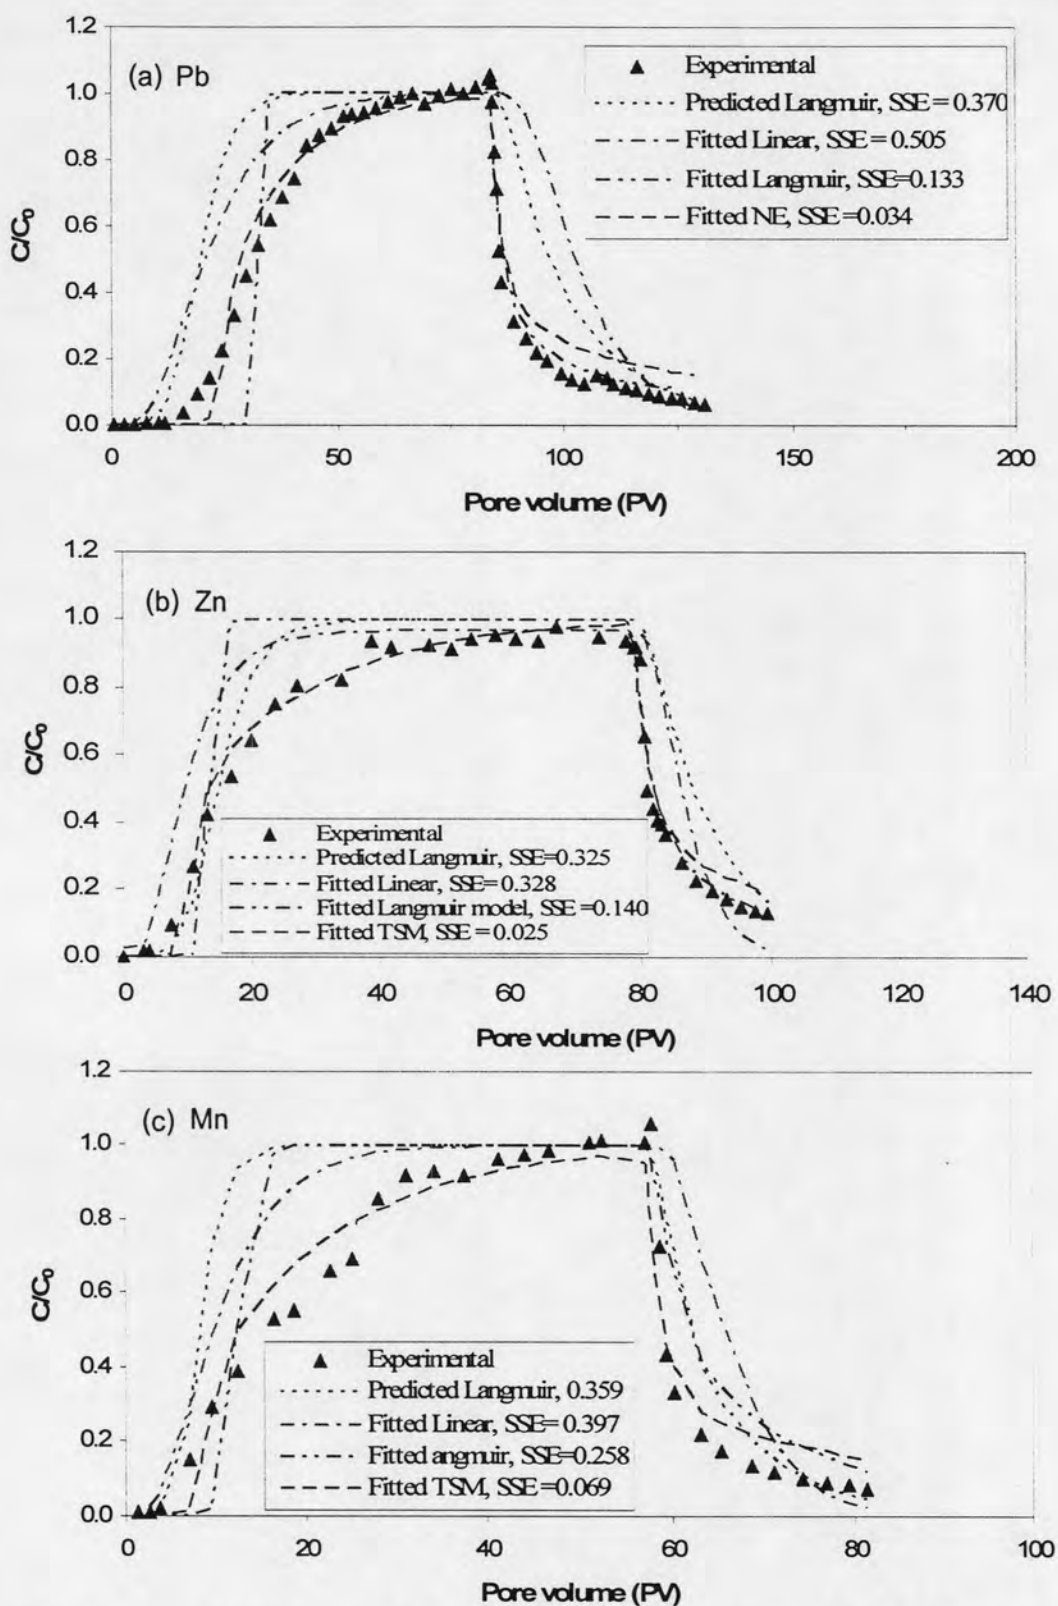 1.2
(a) Pb
Experimental
Predicted Langmuir, SSE = 0.370
Fitted Linear, SSE = 0.505
Fitted Langmuir, SSE=0.133
Fitted NE, SSE=0.034
1.0
0.8
0.6
0.4
0.2
0.0
C/C0
0 50 100 150 200
Pore volume (PV)
1.2
(b) Zn
1.0
0.8
0.6
0.4
0.2
0.0
C/C0
Experimental
Predicted Langmuir, SSE=0.325
Fitted Linear, SSE=0.328
Fitted Langmuir model, SSE=0.140
Fitted TSM, SSE = 0.025
0 20 40 60 80 100 120 140
Pore volume (PV)
1.2
(c) Mn
1.0
0.8
0.6
0.4
0.2
0.0
C/C0
Experimental
Predicted Langmuir, 0.359
Fitted Linear, SSE=0.397
Fitted angmuir, SSE=0.258
Fitted TSM, SSE=0.069
0 20 40 60 80 100
Pore volume (PV)